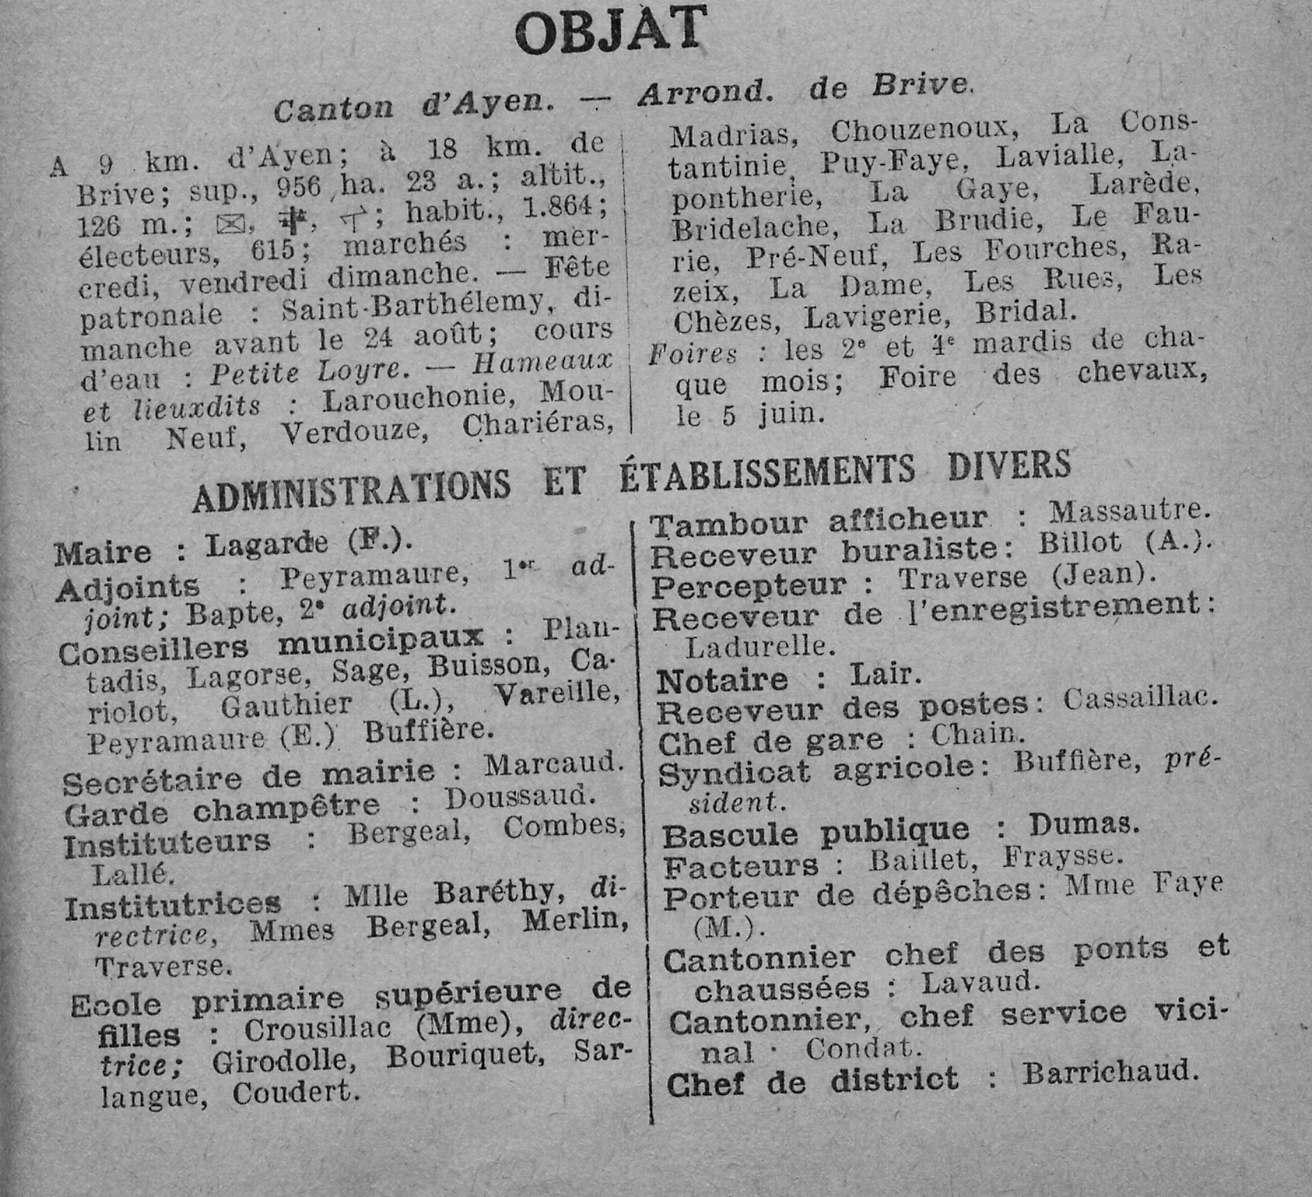 OBJAT
Canton d'Ayen. — Arrond. de Brive.
A 9 km. d'Ayen; à 18 km. de
Brive; sup., 956 ha. 23 a.; altit.,
126 m.; ✉, , ; habit., 1.864;
électeurs, 615; marchés : mer-
credi, vendredi dimanche. — Fête
patronale : Saint-Barthélemy, di-
manche avant le 24 août; cours
d'eau : Petite Loyre. — Hameaux
et lieuxdits : Larouchonie, Mou-
lin Neuf, Verdouze, Chariéras,
Madrias, Chouzenoux, La Cons-
tantinie, Puy-Faye, Lavialle, La-
pontherie, La Gaye, Larède,
Bridelache, La Brudie, Le Fau-
rie, Pré-Neuf, Les Fourches, Ra-
zeix, La Dame, Les Rues, Les
Chèzes, Lavigerie, Bridal.
Foires : les 2e et 4e mardis de cha-
que mois; Foire des chevaux,
le 5 juin.
ADMINISTRATIONS ET ÉTABLISSEMENTS DIVERS
Maire : Lagarde (F.).
Adjoints : Peyramaure, 1er ad-
joint; Bapte, 2e adjoint.
Conseillers municipaux : Plan-
tadis, Lagorse, Sage, Buisson, Ca-
riolot, Gauthier (L.), Vareille,
Peyramaure (E.) Buffière.
Secrétaire de mairie : Marcaud.
Garde champêtre : Doussaud.
Instituteurs : Bergeal, Combes,
Lallé.
Institutrices : Mlle Baréthy, di-
rectrice, Mmes Bergeal, Merlin,
Traverse.
Ecole primaire supérieure de
filles : Crousillac (Mme), direc-
trice; Girodolle, Bouriquet, Sar-
langue, Coudert.
Tambour afficheur : Massautre.
Receveur buraliste : Billot (A.).
Percepteur : Traverse (Jean).
Receveur de l'enregistrement :
Ladurelle.
Notaire : Lair.
Receveur des postes : Cassaillac.
Chef de gare : Chain.
Syndicat agricole : Buffière, pré-
sident.
Bascule publique : Dumas.
Facteurs : Baillet, Fraysse.
Porteur de dépêches : Mme Faye
(M.).
Cantonnier chef des ponts et
chaussées : Lavaud.
Cantonnier, chef service vici-
nal : Condat.
Chef de district : Barrichaud.